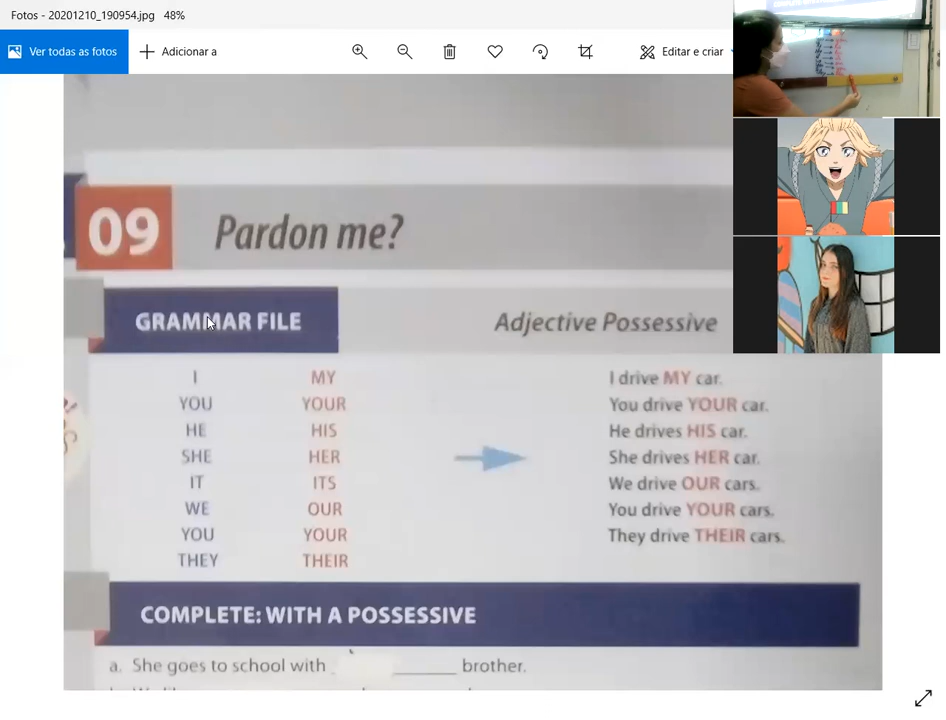 Fotos - 20201210_190954.jpg 48%
Ver todas as fotos
Adicionar a
Editar e criar
09 Pardon me?
GRAMMAR FILE Adjective Possessive
I MY I drive MY car.
YOU YOUR You drive YOUR car.
HE HIS He drives HIS car.
SHE HER She drives HER car.
IT ITS We drive OUR cars.
WE OUR You drive YOUR cars.
YOU YOUR They drive THEIR cars.
THEY THEIR
COMPLETE: WITH A POSSESSIVE
a. She goes to school with ______ brother.